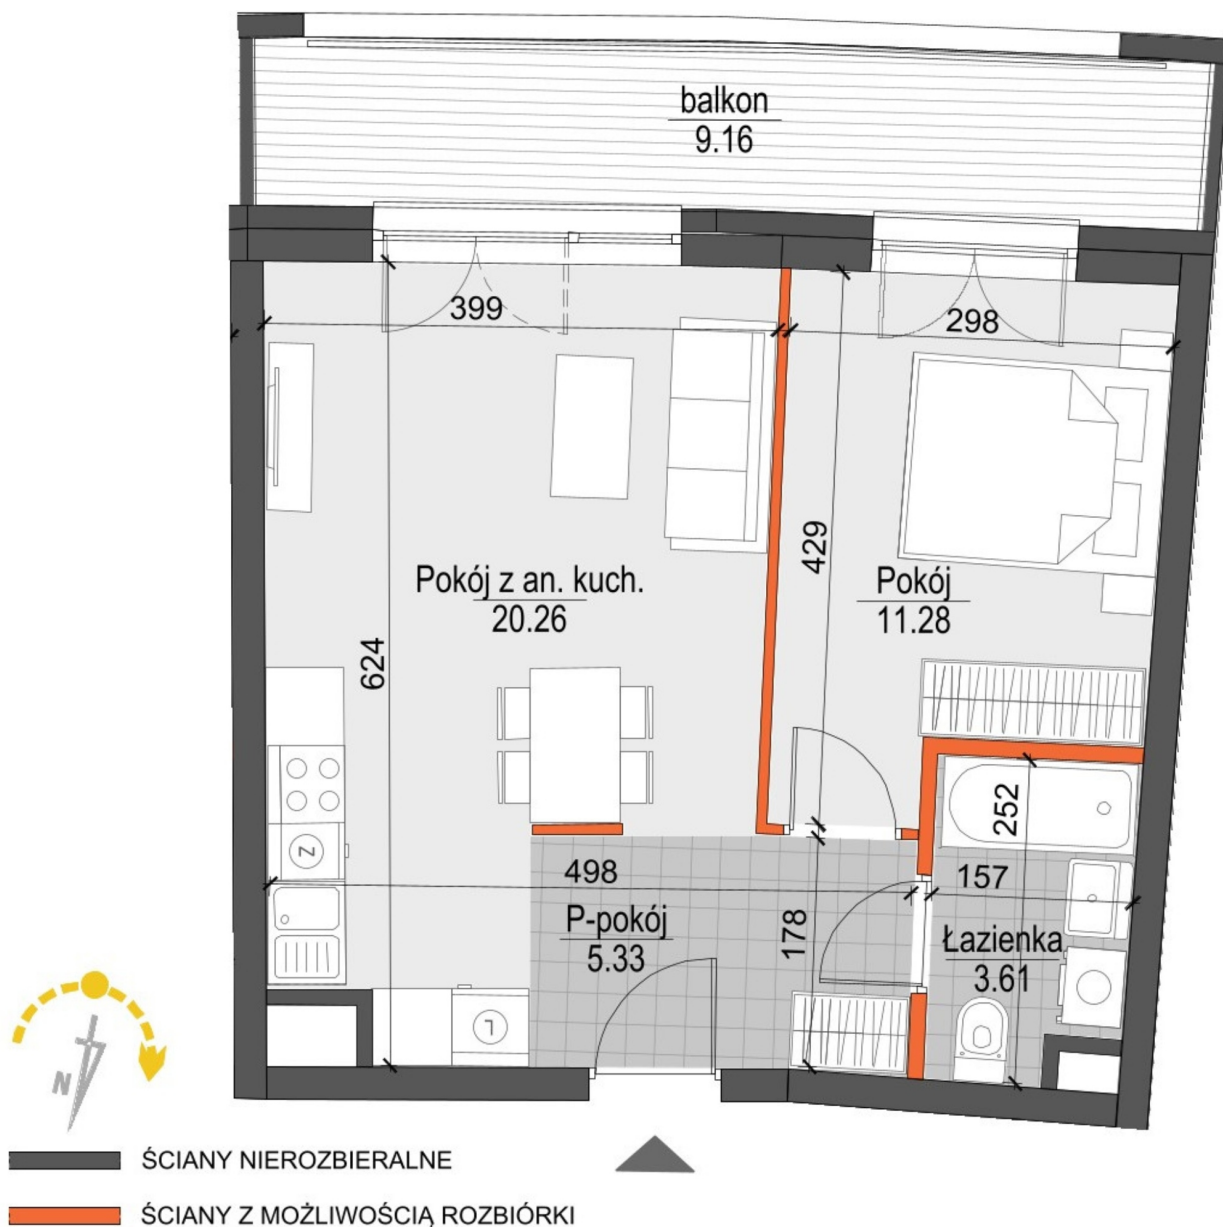 balkon
9.16
399
298
429
Pokój z an. kuch.
20.26
Pokój
11.28
624
252
Z
498
157
P-pokój
5.33
178
Łazienka
3.61
L
N
ŚCIANY NIEROZBIERALNE
ŚCIANY Z MOŻLIWOŚCIĄ ROZBIÓRKI